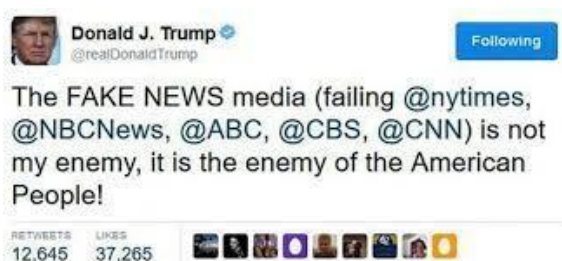 Donald J. Trump
@realDonaldTrump
Following
The FAKE NEWS media (failing @nytimes,
@NBCNews, @ABC, @CBS, @CNN) is not
my enemy, it is the enemy of the American
People!
RETWEETS LIKES
12,645 37,265